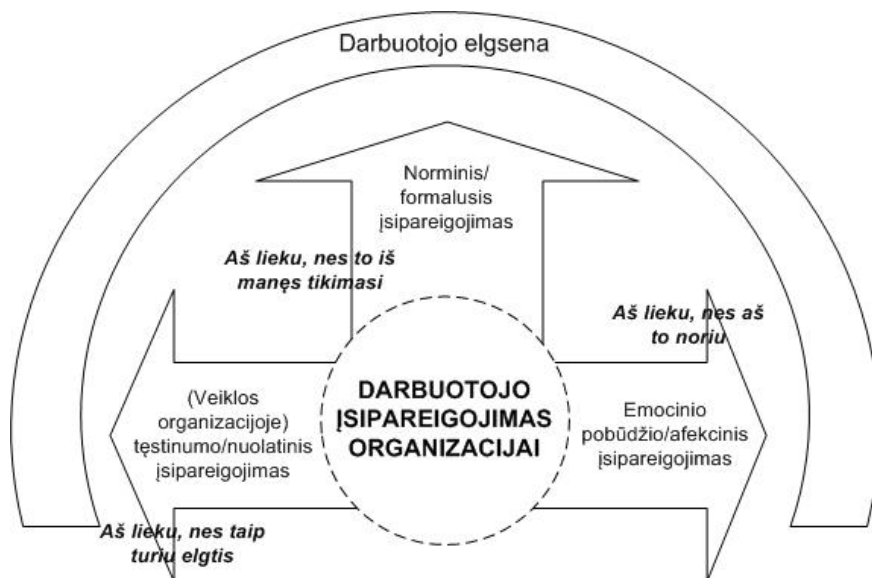 Darbuotojo elgsena
Norminis/
formalusis
įsipareigojimas
Aš lieku, nes to iš
manęs tikimasi
Aš lieku, nes aš
to noriu
(Veiklos
organizacijoje)
tęstinumo/nuolatinis
įsipareigojimas
DARBUOTOJO
ĮSIPAREIGOJIMAS
ORGANIZACIJAI
Emocinio
pobūdžio/afekcinis
įsipareigojimas
Aš lieku, nes taip
turiu elgtis